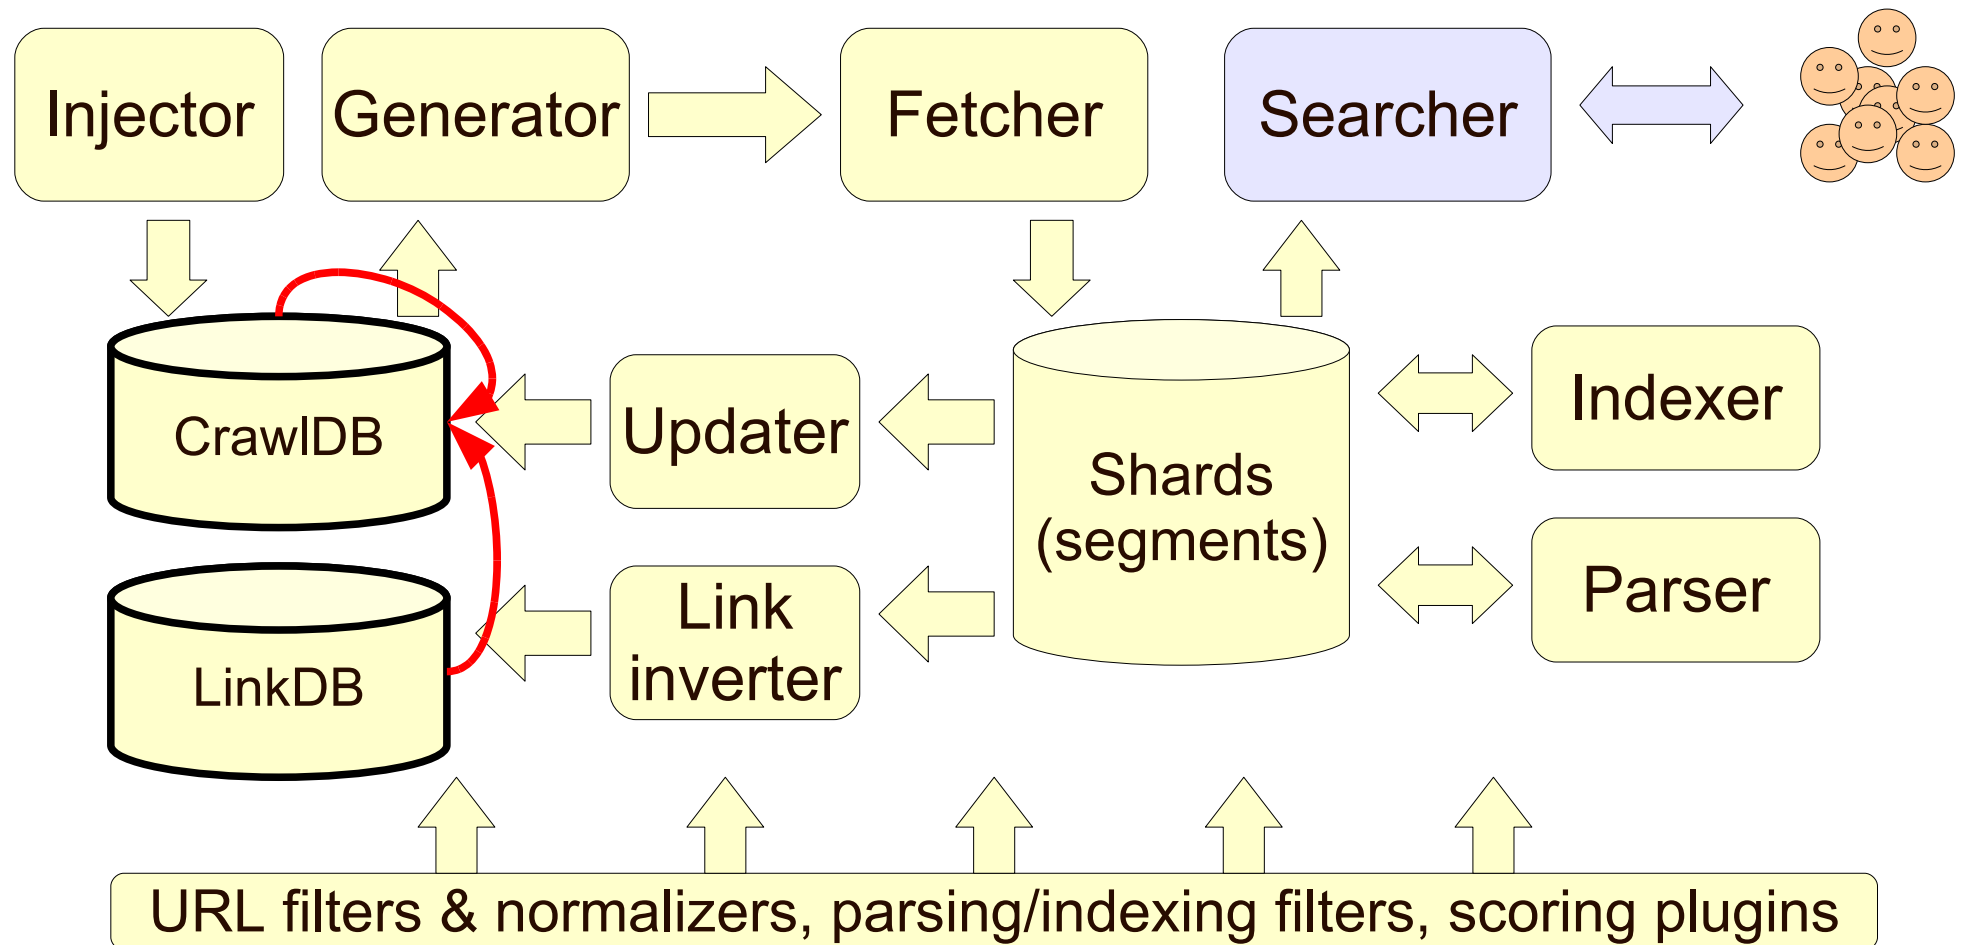 Injector
Generator
Fetcher
Searcher
CrawlDB
Updater
Shards
(segments)
Indexer
LinkDB
Link
inverter
Parser
URL filters & normalizers, parsing/indexing filters, scoring plugins